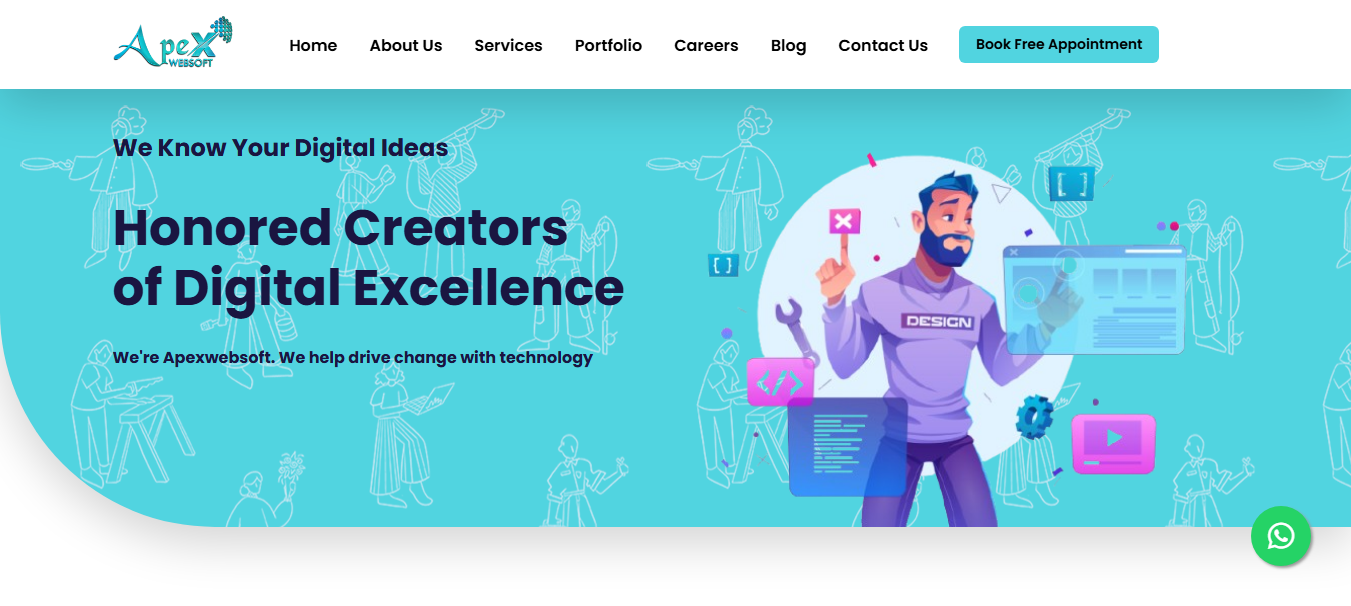 Apex
WEBSOFT
Home About Us Services Portfolio Careers Blog Contact Us Book Free Appointment
We Know Your Digital Ideas
Honored Creators
of Digital Excellence
We're Apexwebsoft. We help drive change with technology
[ ]
[ ]
DESIGN
</>